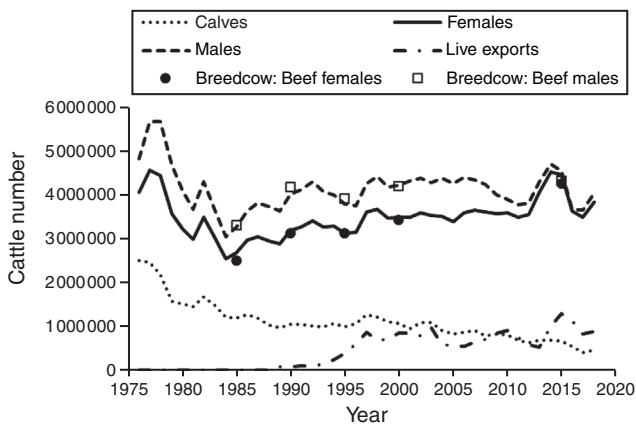 Calves Females
Males Live exports
Breedcow: Beef females Breedcow: Beef males
6000000
5000000
4000000
3000000
2000000
1000000
0
Cattle number
1975 1980 1985 1990 1995 2000 2005 2010 2015 2020
Year